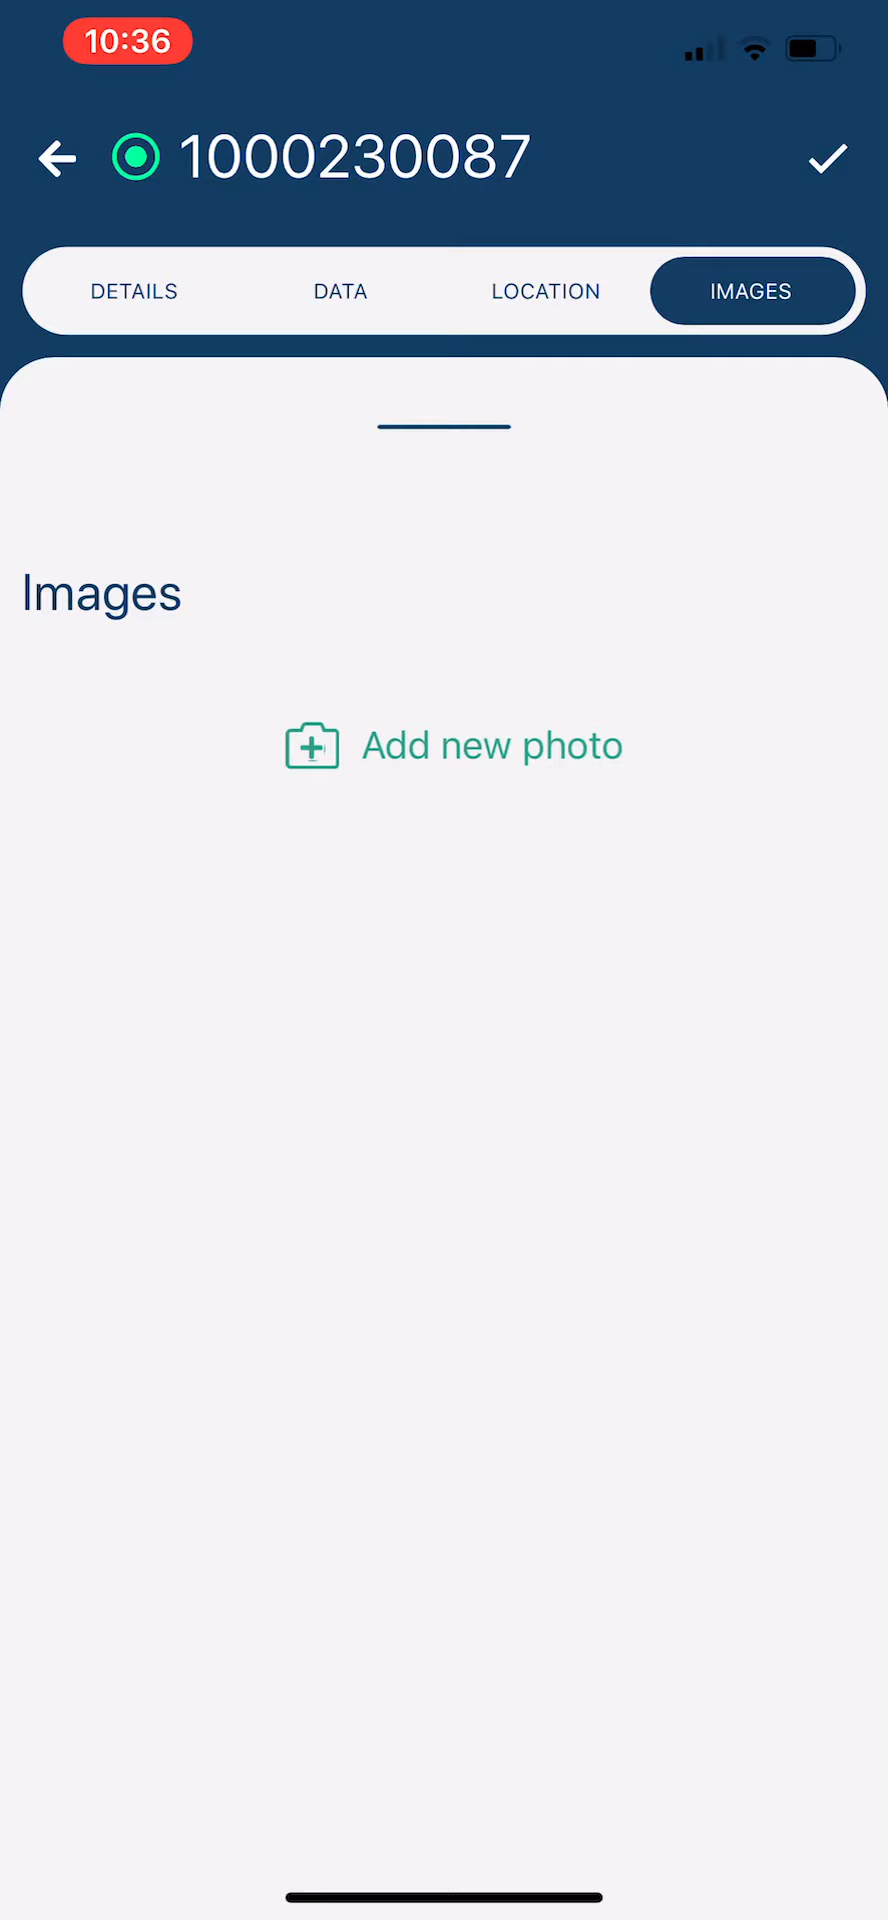 10:36
1000230087
DETAILS DATA LOCATION IMAGES
Images
Add new photo